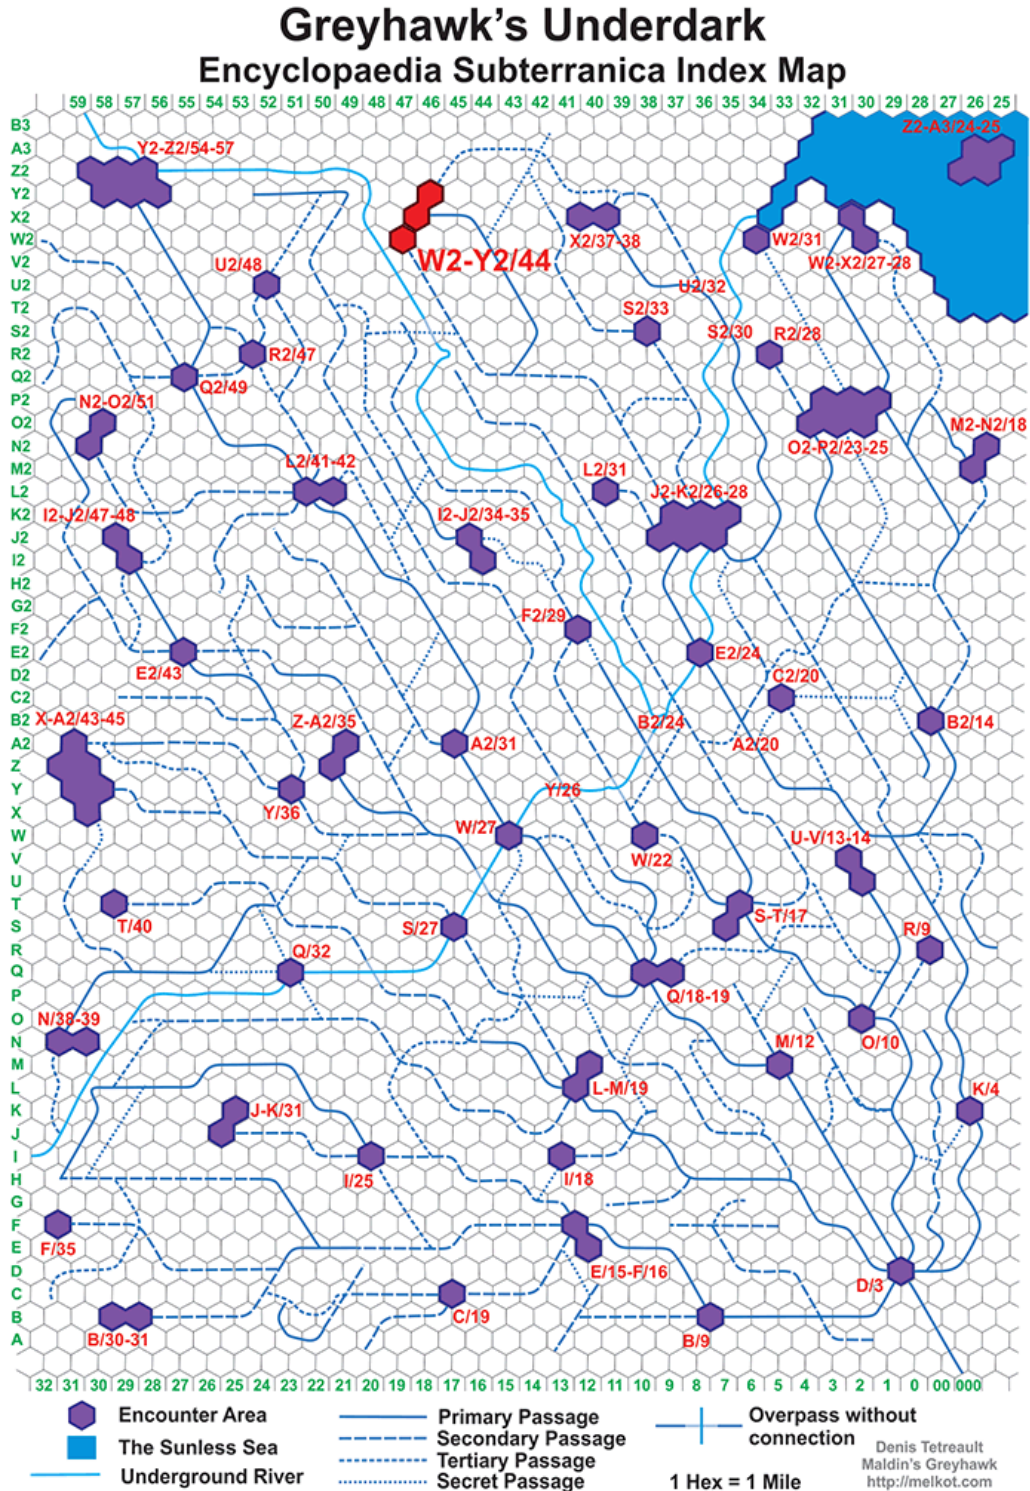 Greyhawk's Underdark
Encyclopaedia Subterranica Index Map
59 58 57 56 55 54 53 52 51 50 49 48 47 46 45 44 43 42 41 40 39 38 37 36 35 34 33 32 31 30 29 28 27 26 25
B3
Z2-A3/24-25
A3
Y2-Z2/54-57
Z2
Y2
X2
W2
X2/37-38
W2/31
V2
W2-Y2/44
W2-X2/27-28
U2/48
U2
U2/32
T2
S2/33
S2
S2/30
R2/28
R2
R2/47
Q2
Q2/49
P2
N2-O2/51
O2
M2-N2/18
N2
O2-P2/23-25
M2
L2/41-42
L2/31
L2
J2-K2/26-28
K2
I2-J2/47-48
I2-J2/34-35
J2
I2
H2
G2
F2/29
F2
E2
E2/24
E2/43
D2
C2/20
C2
B2
X-A2/43-45
Z-A2/35
B2/24
B2/14
A2
A2/31
A2/20
Z
Y
Y/26
X
Y/36
W
W/27
U-V/13-14
V
W/22
U
T
S-T/17
S
T/40
S/27
R/9
R
Q/32
Q
P
Q/18-19
O
N/38-39
N
O/10
M
M/12
L
L-M/19
K/4
K
J-K/31
J
I
I/25
I/18
H
G
F
E
F/35
D
E/15-F/16
D/3
C
B
C/19
A
B/30-31
B/9
32 31 30 29 28 27 26 25 24 23 22 21 20 19 18 17 16 15 14 13 12 11 10 9 8 7 6 5 4 3 2 1 0 00 000
Encounter Area
The Sunless Sea
Underground River
Primary Passage
Secondary Passage
Tertiary Passage
Secret Passage
Overpass without
connection
1 Hex = 1 Mile
Denis Tetreault
Maldin's Greyhawk
http://melkot.com